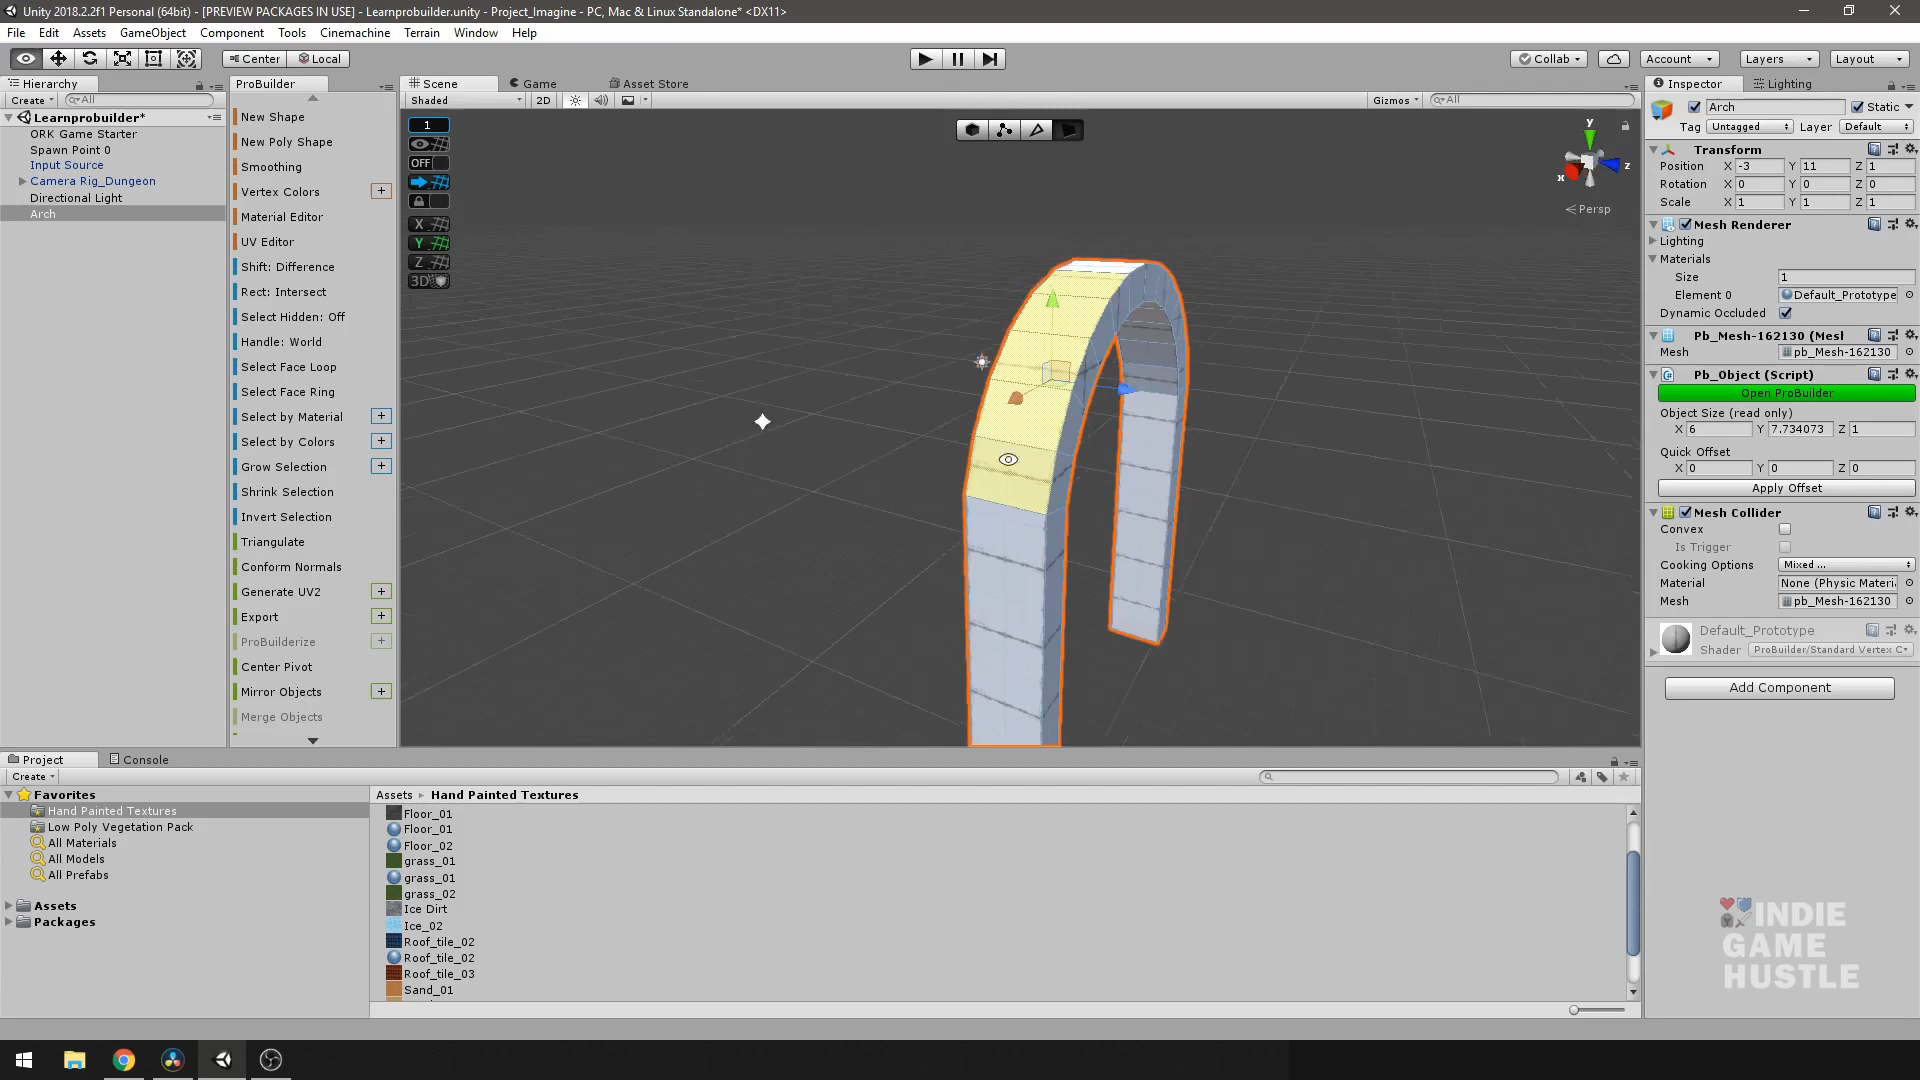 Unity 2018.2.2f1 Personal (64bit) - [PREVIEW PACKAGES IN USE] - Learnprobuilder.unity - Project_Imagine - PC, Mac & Linux Standalone* <DX11>
File Edit Assets GameObject Component Tools Cinemachine Terrain Window Help
Center Local Collab Account Layers Layout
Hierarchy
Create All
Learnprobuilder*
ORK Game Starter
Spawn Point 0
Input Source
Camera Rig_Dungeon
Directional Light
Arch
ProBuilder
New Shape
New Poly Shape
Smoothing
Vertex Colors +
Material Editor
UV Editor
Shift: Difference
Rect: Intersect
Select Hidden: Off
Handle: World
Select Face Loop
Select Face Ring
Select by Material +
Select by Colors +
Grow Selection +
Shrink Selection
Invert Selection
Triangulate
Conform Normals
Generate UV2 +
Export +
ProBuilderize +
Center Pivot
Mirror Objects +
Merge Objects
Scene Game Asset Store
Shaded 2D Gizmos All
1
OFF
X
Y
Z
3D
y
x
z
Persp
Inspector Lighting
Arch Static
Tag Untagged Layer Default
Transform
Position X -3 Y 11 Z 1
Rotation X 0 Y 0 Z 0
Scale X 1 Y 1 Z 1
Mesh Renderer
Lighting
Materials
Size 1
Element 0 Default_Prototype
Dynamic Occluded
Pb_Mesh-162130 (Mesl
Mesh pb_Mesh-162130
Pb_Object (Script)
Open ProBuilder
Object Size (read only)
X 6 Y 7.734073 Z 1
Quick Offset
X 0 Y 0 Z 0
Apply Offset
Mesh Collider
Convex
Is Trigger
Cooking Options Mixed ...
Material None (Physic Materi
Mesh pb_Mesh-162130
Default_Prototype
Shader ProBuilder/Standard Vertex C
Add Component
Project Console
Create
Favorites
Hand Painted Textures
Low Poly Vegetation Pack
All Materials
All Models
All Prefabs
Assets
Packages
Assets Hand Painted Textures
Floor_01
Floor_01
Floor_02
grass_01
grass_01
grass_02
Ice Dirt
Ice_02
Roof_tile_02
Roof_tile_02
Roof_tile_03
Sand_01
INDIE
GAME
HUSTLE